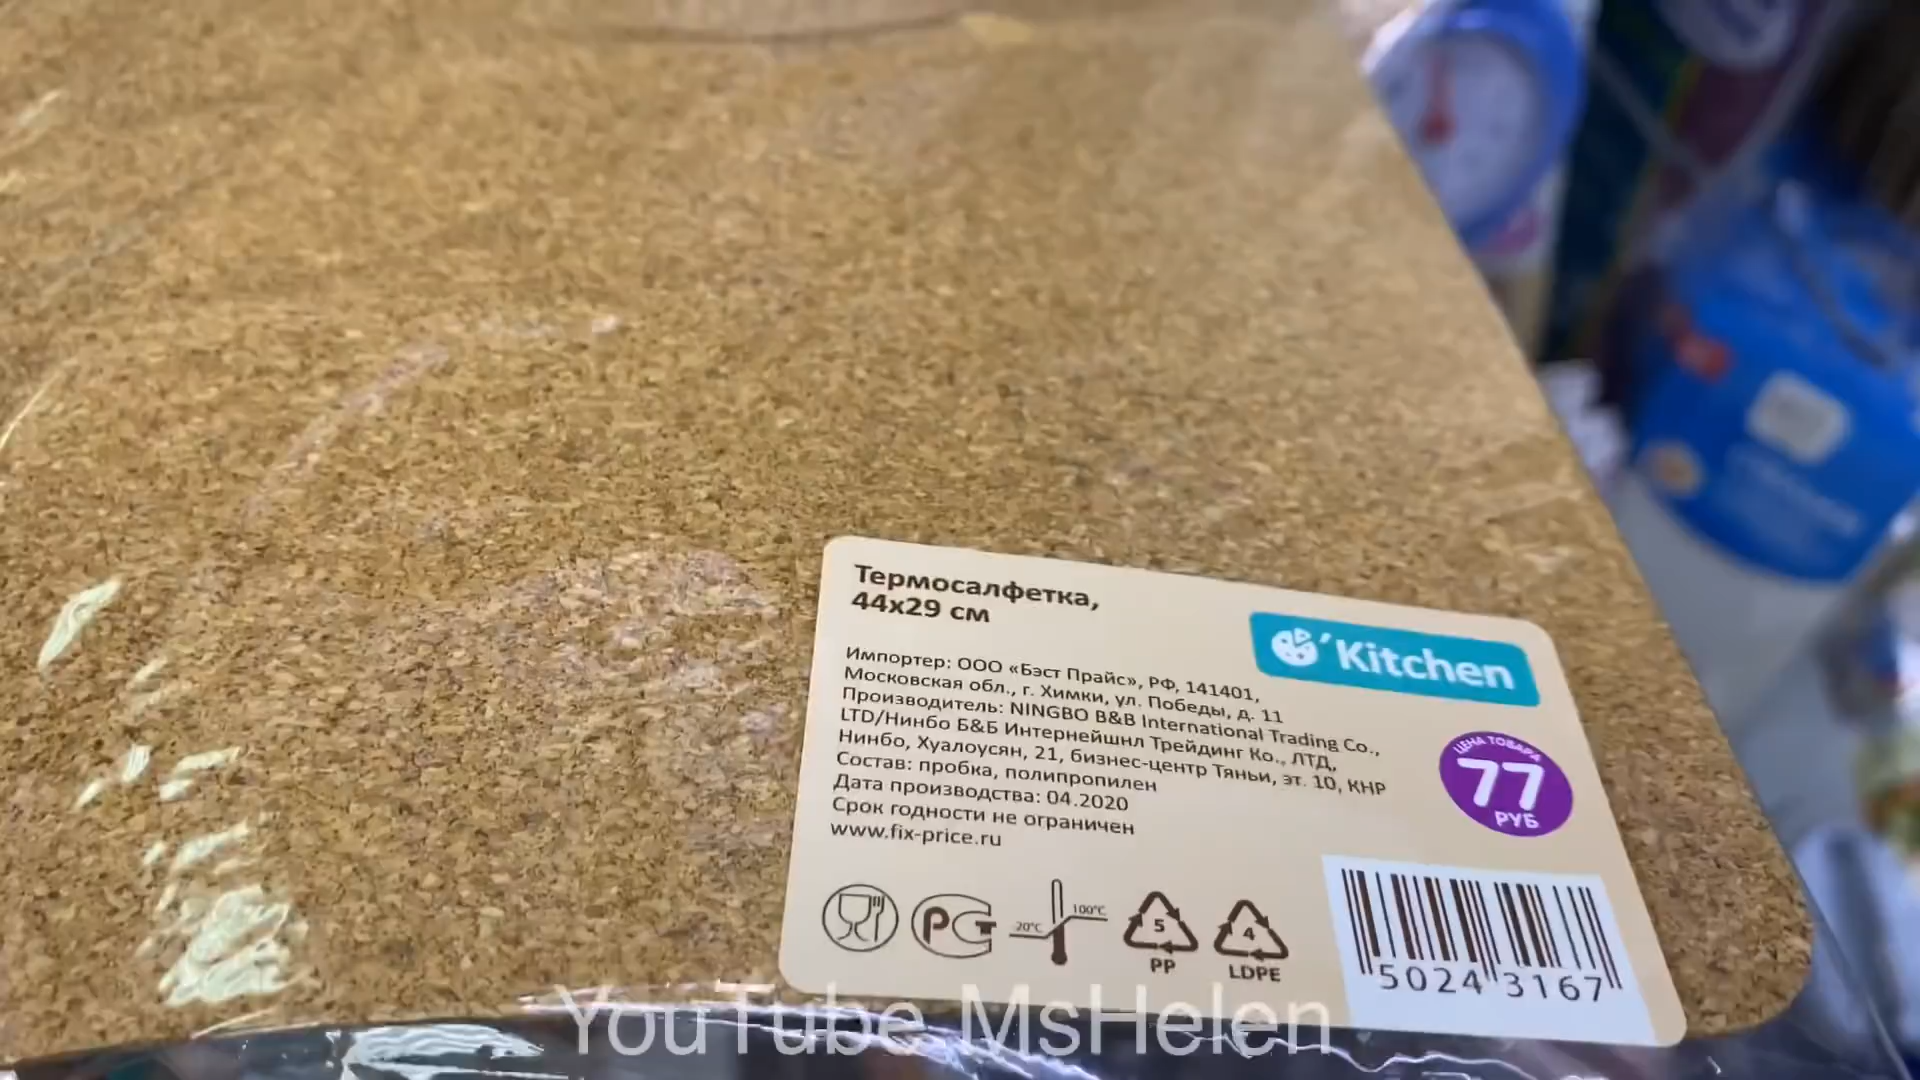 Термосалфетка,
44x29 см
'Kitchen
Импортер: ООО «Бэст Прайс», РФ, 141401,
Московская обл., г. Химки, ул. Победы, д. 11
Производитель: NINGBO B&B International Trading Co.,
LTD/Нинбо Б&Б Интернейшнл Трейдинг Ко., ЛТД,
Нинбо, Хуалоусян, 21, бизнес-центр Тяньи, эт. 10, КНР
Состав: пробка, полипропилен
Дата производства: 04.2020
Срок годности не ограничен
www.fix-price.ru
ЦЕНА ТОВАРА
77
РУБ
РСТ
-20°C
100°C
5
PP
4
LDPE
5024 3167
YouTube MsHelen